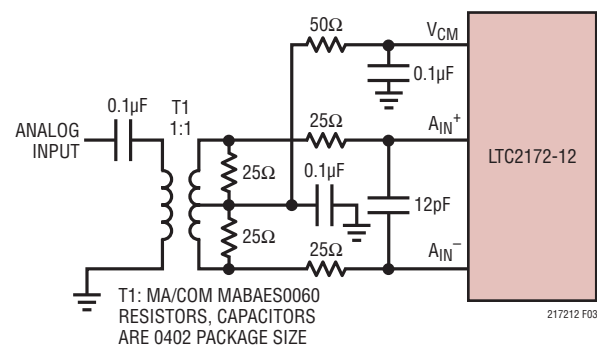 50Ω
VCM
0.1µF
0.1µF
T1
1:1
25Ω
AIN+
ANALOG
INPUT
LTC2172-12
25Ω
0.1µF
12pF
25Ω
25Ω
AIN–
T1: MA/COM MABAES0060
RESISTORS, CAPACITORS
ARE 0402 PACKAGE SIZE
217212 F03